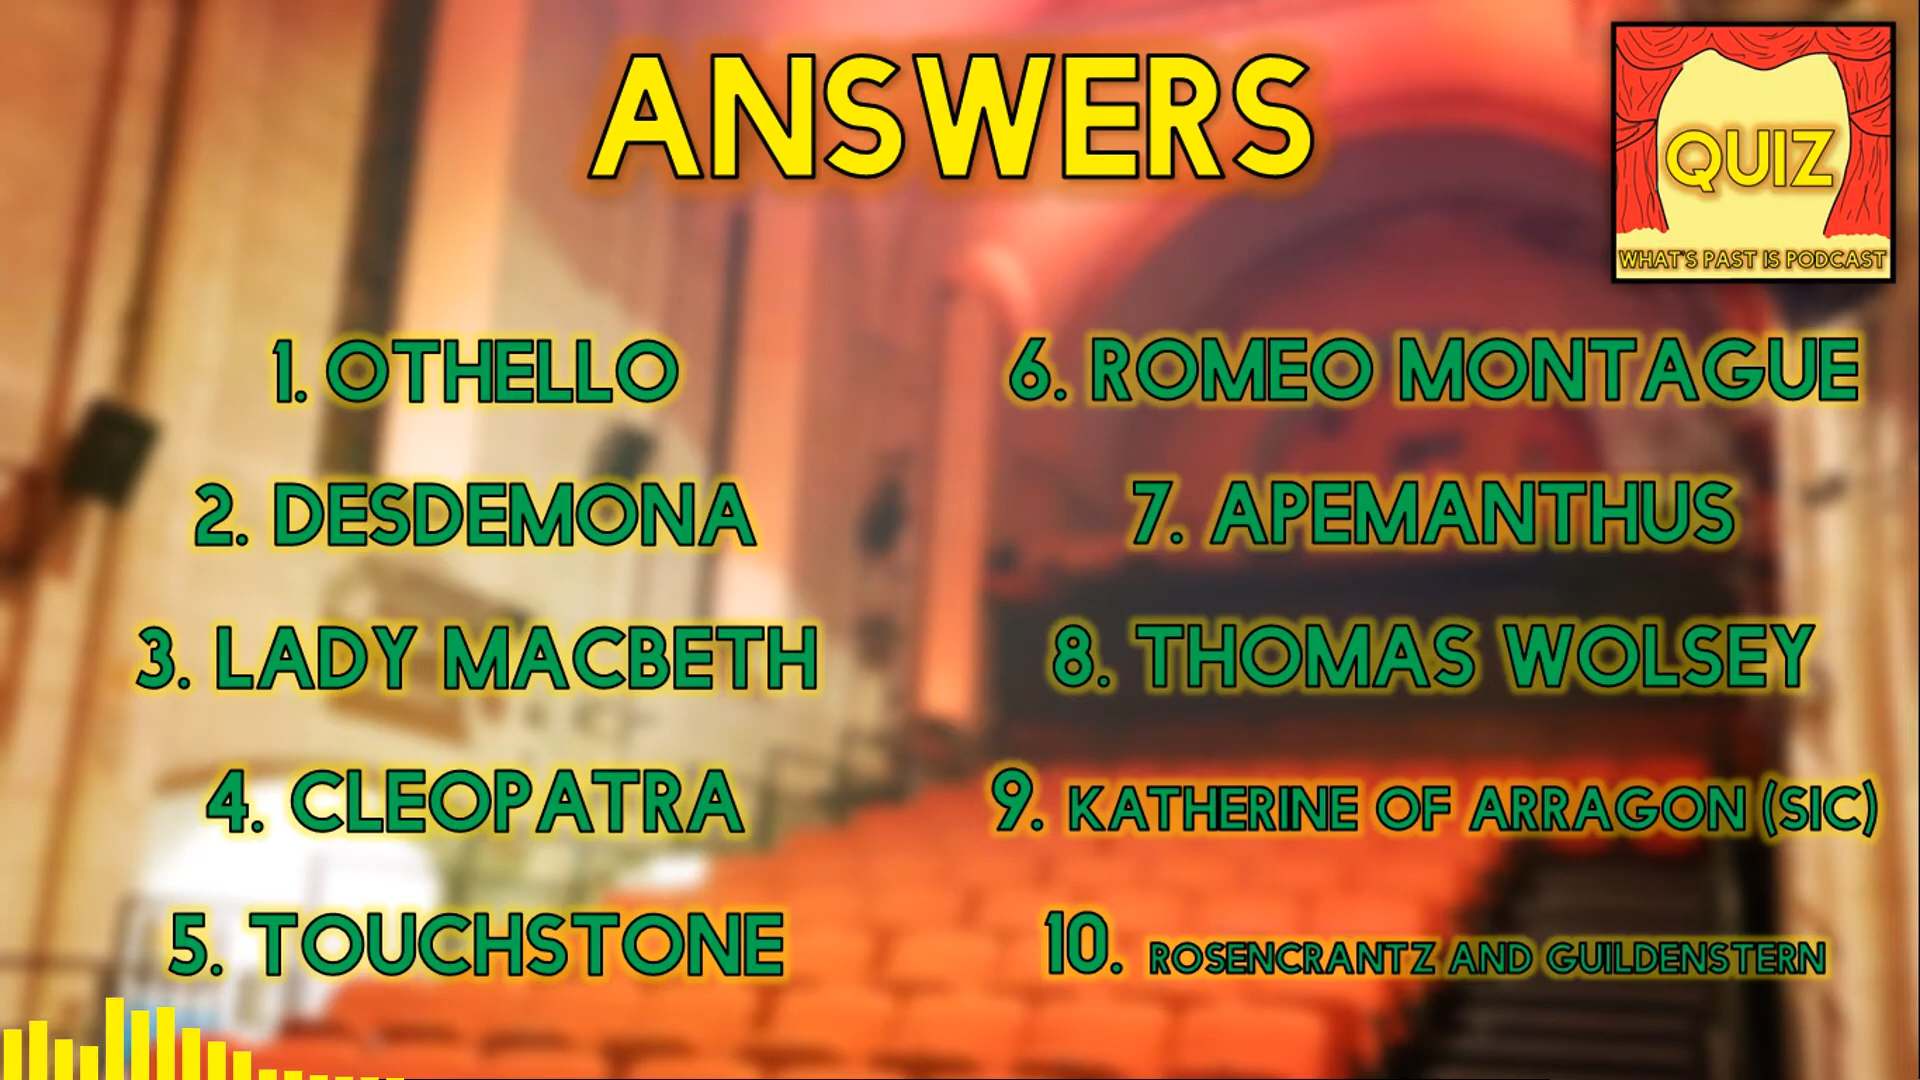 ANSWERS
QUIZ
WHAT'S PAST IS PODCAST
1. OTHELLO
2. DESDEMONA
3. LADY MACBETH
4. CLEOPATRA
5. TOUCHSTONE
6. ROMEO MONTAGUE
7. APEMANTHUS
8. THOMAS WOLSEY
9. KATHERINE OF ARRAGON (SIC)
10. ROSENCRANTZ AND GUILDENSTERN